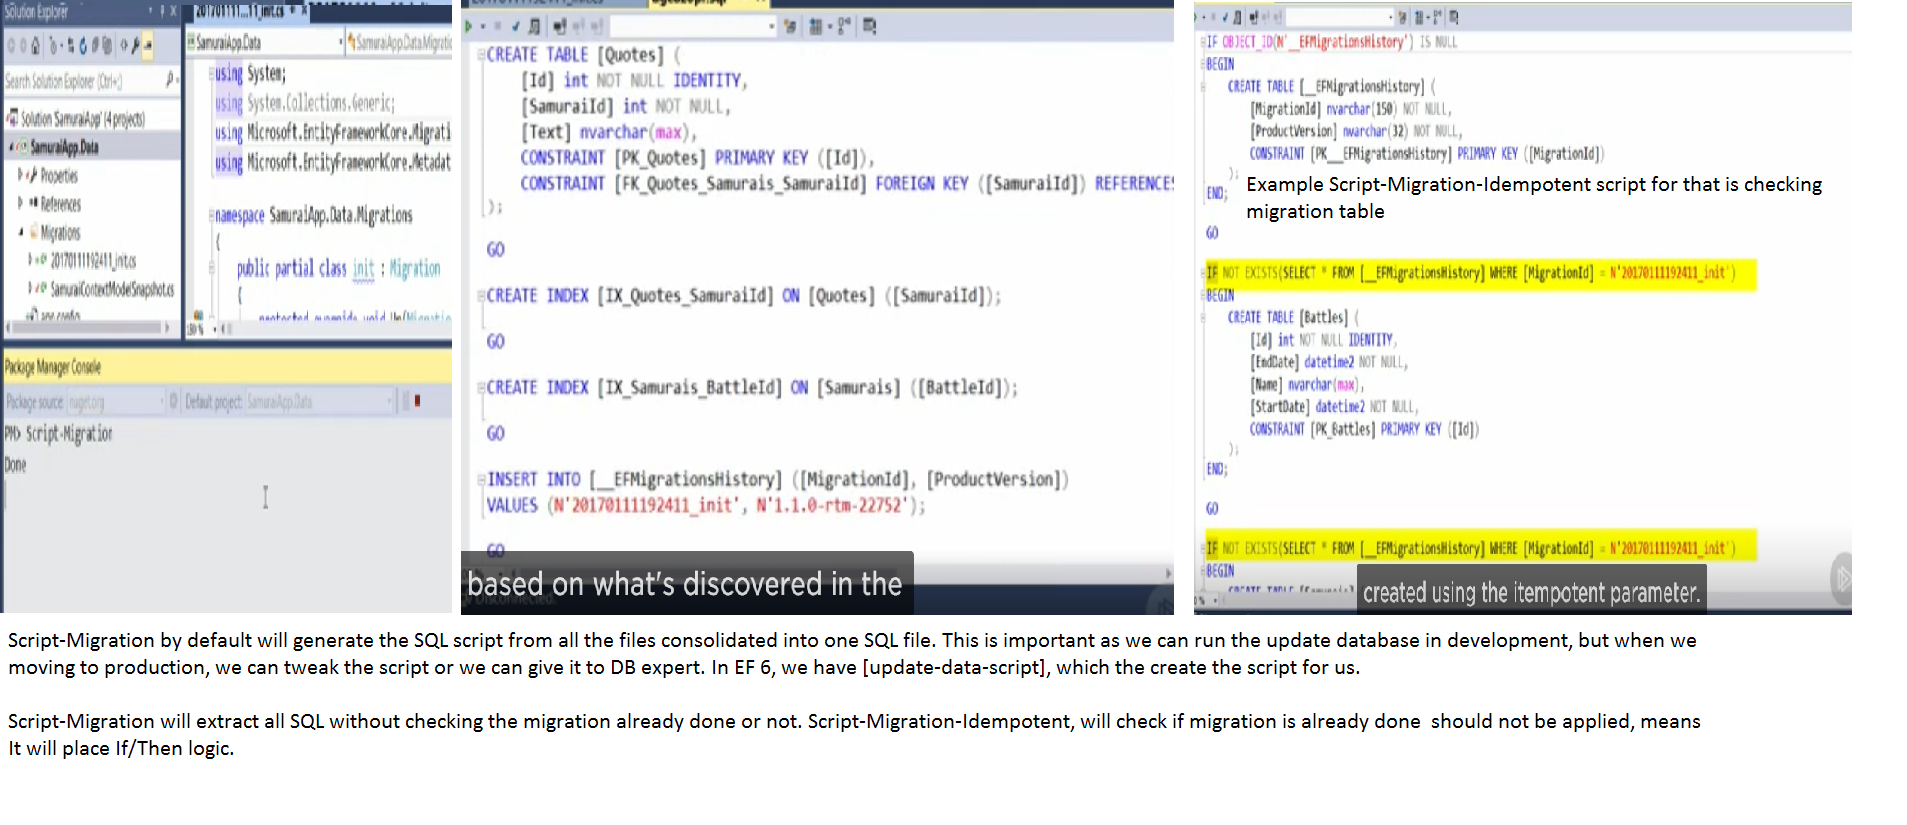 Solution Explorer
Search Solution Explorer (Ctrl+;)
Solution 'SamuraiApp' (4 projects)
SamuraiApp.Data
Properties
References
Migrations
20170111192411_init.cs
SamuraiContextModelSnapshot.cs
app.config
201701111...11_init.cs
SamuraiApp.Data
SamuraiApp.Data.Migratio
using System;
using System.Collections.Generic;
using Microsoft.EntityFrameworkCore.Migrati
using Microsoft.EntityFrameworkCore.Metadat
namespace SamuraiApp.Data.Migrations
{
public partial class init : Migration
{
protected override void Up(Migratio
Package Manager Console
Package source: nuget.org
Default project: SamuraiApp.Data
PM> Script-Migration
Done
CREATE TABLE [Quotes] (
[Id] int NOT NULL IDENTITY,
[SamuraiId] int NOT NULL,
[Text] nvarchar(max),
CONSTRAINT [PK_Quotes] PRIMARY KEY ([Id]),
CONSTRAINT [FK_Quotes_Samurais_SamuraiId] FOREIGN KEY ([SamuraiId]) REFERENCES
);
GO
CREATE INDEX [IX_Quotes_SamuraiId] ON [Quotes] ([SamuraiId]);
GO
CREATE INDEX [IX_Samurais_BattleId] ON [Samurais] ([BattleId]);
GO
INSERT INTO [__EFMigrationsHistory] ([MigrationId], [ProductVersion])
VALUES (N'20170111192411_init', N'1.1.0-rtm-22752');
GO
based on what's discovered in the
IF OBJECT_ID(N'__EFMigrationsHistory') IS NULL
BEGIN
CREATE TABLE [__EFMigrationsHistory] (
[MigrationId] nvarchar(150) NOT NULL,
[ProductVersion] nvarchar(32) NOT NULL,
CONSTRAINT [PK___EFMigrationsHistory] PRIMARY KEY ([MigrationId])
);
END;
Example Script-Migration-Idempotent script for that is checking
migration table
GO
IF NOT EXISTS(SELECT * FROM [__EFMigrationsHistory] WHERE [MigrationId] = N'20170111192411_init')
BEGIN
CREATE TABLE [Battles] (
[Id] int NOT NULL IDENTITY,
[EndDate] datetime2 NOT NULL,
[Name] nvarchar(max),
[StartDate] datetime2 NOT NULL,
CONSTRAINT [PK_Battles] PRIMARY KEY ([Id])
);
END;
GO
IF NOT EXISTS(SELECT * FROM [__EFMigrationsHistory] WHERE [MigrationId] = N'20170111192411_init')
BEGIN
CREATE TABLE [Samurais]
created using the itempotent parameter.
Script-Migration by default will generate the SQL script from all the files consolidated into one SQL file. This is important as we can run the update database in development, but when we
moving to production, we can tweak the script or we can give it to DB expert. In EF 6, we have [update-data-script], which the create the script for us.
Script-Migration will extract all SQL without checking the migration already done or not. Script-Migration-Idempotent, will check if migration is already done  should not be applied, means
It will place If/Then logic.